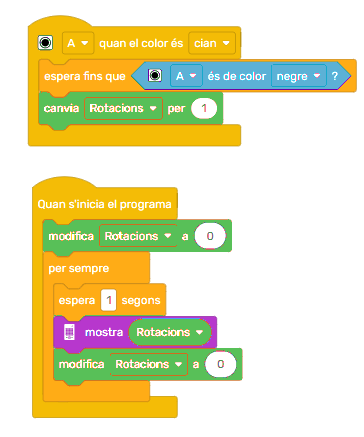 A quan el color és cian
espera fins que A és de color negre ?
canvia Rotacions per 1
Quan s'inicia el programa
modifica Rotacions a 0
per sempre
espera 1 segons
mostra Rotacions
modifica Rotacions a 0